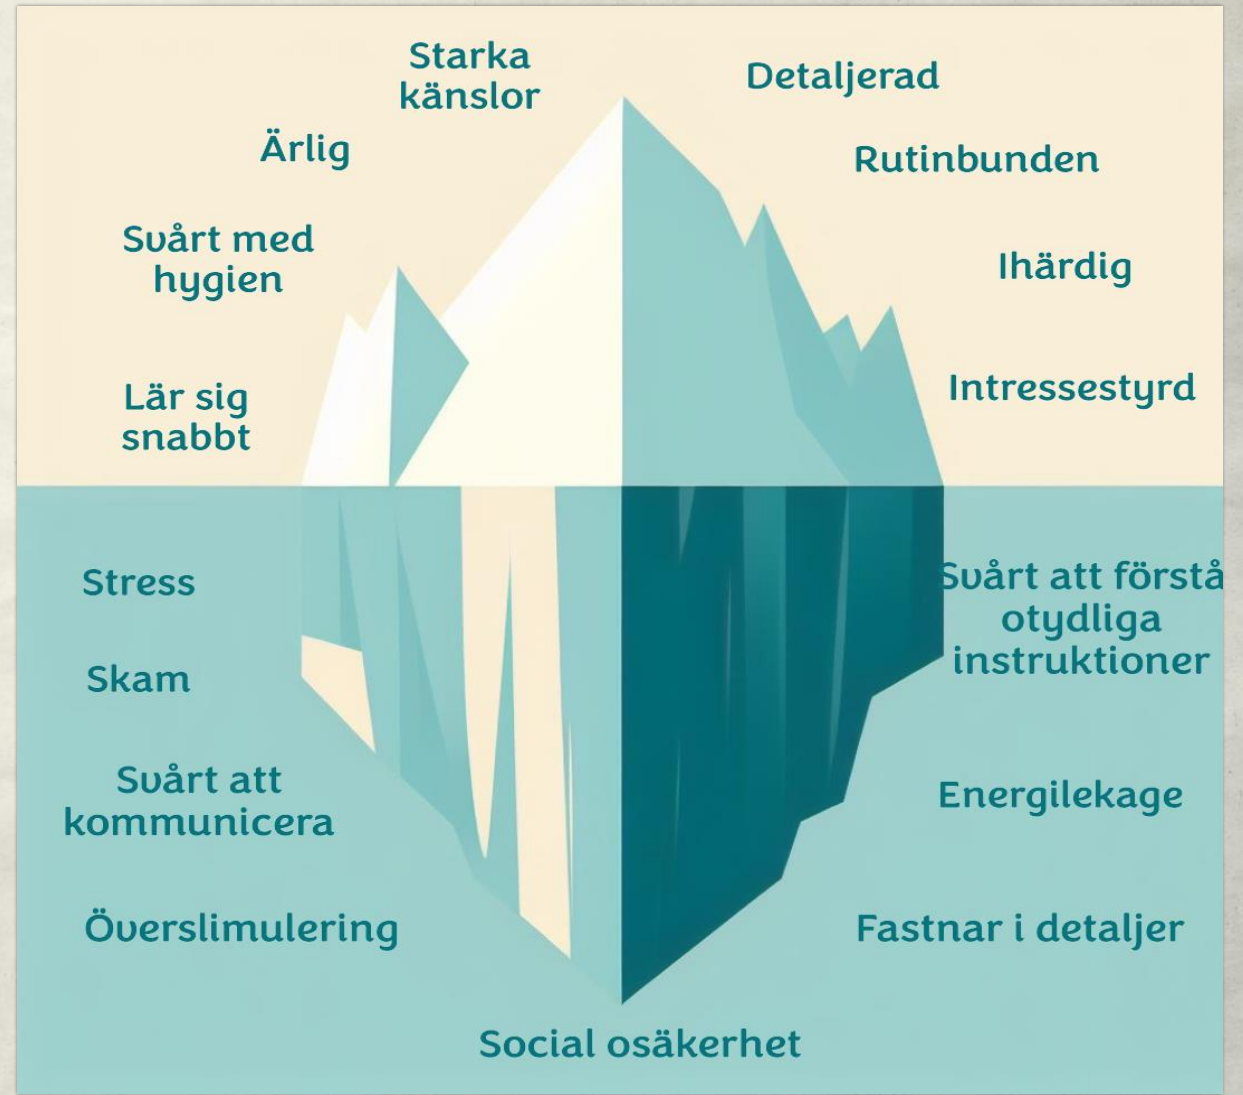 Starka
känslor
Detaljerad
Ärlig
Rutinbunden
Svårt med
hygien
Ihärdig
Lär sig
snabbt
Intressestyrd
Stress
Svårt att förstå
otydliga
instruktioner
Skam
Svårt att
kommunicera
Energilekage
Överslimulering
Fastnar i detaljer
Social osäkerhet